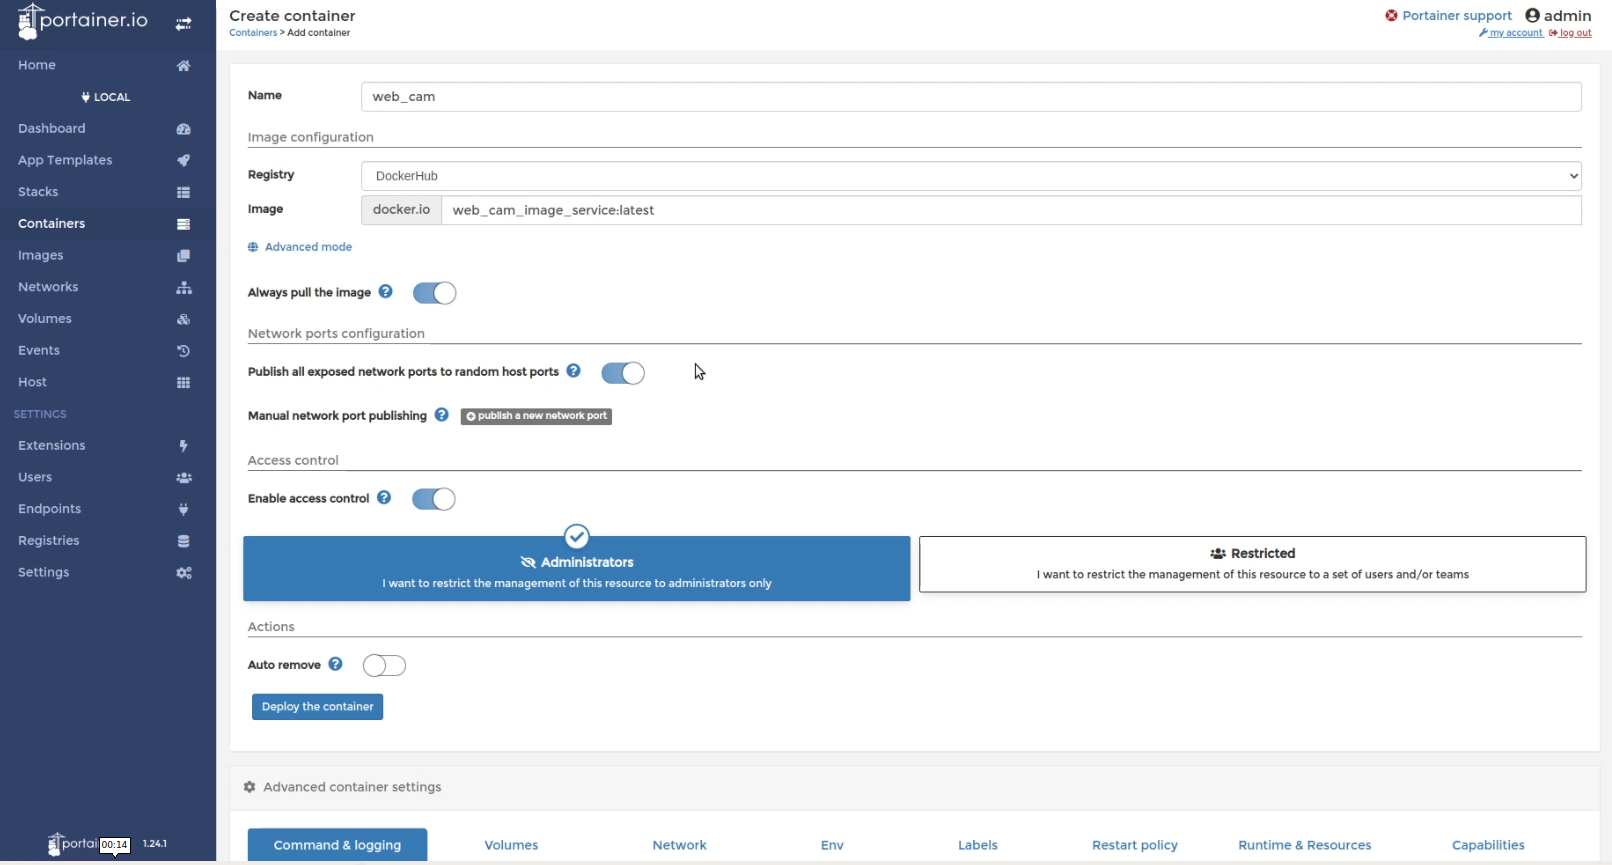 portainer.io
Home
LOCAL
Dashboard
App Templates
Stacks
Containers
Images
Networks
Volumes
Events
Host
SETTINGS
Extensions
Users
Endpoints
Registries
Settings
portai
00:14
1.24.1
Create container
Containers > Add container
Portainer support
admin
my account
log out
Name
web_cam
Image configuration
Registry
DockerHub
Image
docker.io
web_cam_image_service:latest
Advanced mode
Always pull the image
Network ports configuration
Publish all exposed network ports to random host ports
Manual network port publishing
publish a new network port
Access control
Enable access control
Administrators
I want to restrict the management of this resource to administrators only
Restricted
I want to restrict the management of this resource to a set of users and/or teams
Actions
Auto remove
Deploy the container
Advanced container settings
Command & logging
Volumes
Network
Env
Labels
Restart policy
Runtime & Resources
Capabilities